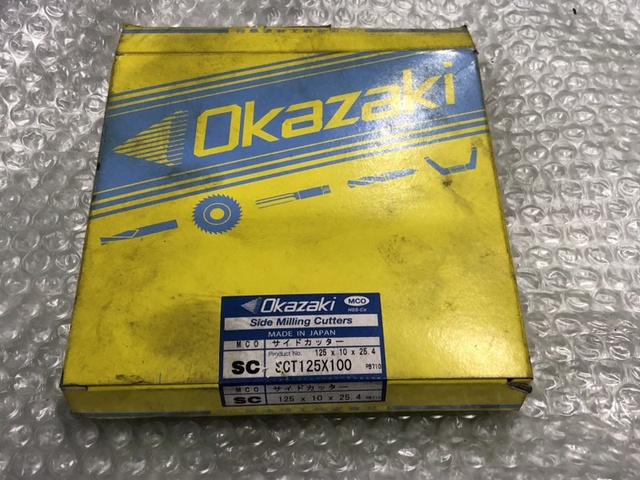 Okazaki
Okazaki MCO
HSS-Co
Side Milling Cutters
MADE IN JAPAN
MCO サイドカッター
Product No. 125 x 10 x 25.4
SC SCT125X100 PB710
MCO サイドカッター
SC 125 x 10 x 25.4 PB710